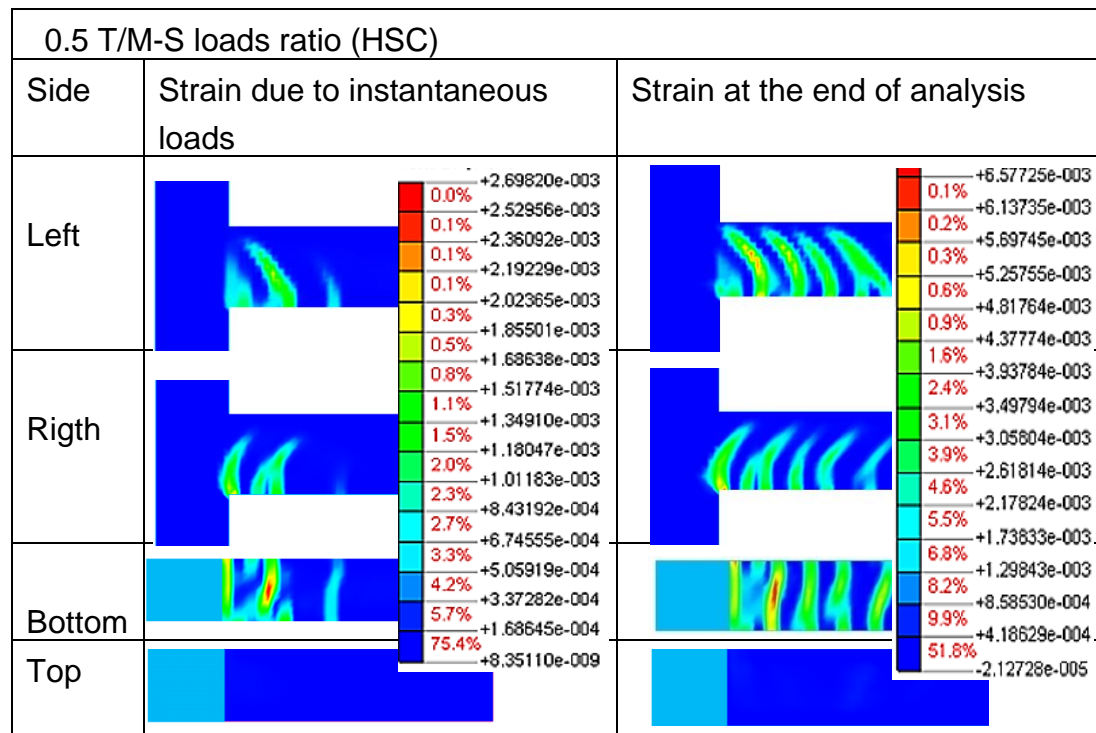 0.5 T/M-S loads ratio (HSC)
Side
Strain due to instantaneous
loads
Strain at the end of analysis
Left
+2.69820e-003
0.0%
+2.52956e-003
0.1%
+2.36092e-003
0.1%
+2.19229e-003
0.1%
+2.02365e-003
0.3%
+1.85501e-003
0.5%
+1.68638e-003
0.8%
+1.51774e-003
1.1%
+1.34910e-003
1.5%
+1.18047e-003
2.0%
+1.01183e-003
2.3%
+8.43192e-004
2.7%
+6.74555e-004
3.3%
+5.05919e-004
4.2%
+3.37282e-004
5.7%
+1.68645e-004
75.4%
+8.35110e-009
+6.57725e-003
0.1%
+6.13735e-003
0.2%
+5.69745e-003
0.3%
+5.25755e-003
0.6%
+4.81764e-003
0.9%
+4.37774e-003
1.6%
+3.93784e-003
2.4%
+3.49794e-003
3.1%
+3.05804e-003
3.9%
+2.61814e-003
4.6%
+2.17824e-003
5.5%
+1.73833e-003
6.8%
+1.29843e-003
8.2%
+8.58530e-004
9.9%
+4.18629e-004
51.8%
-2.12728e-005
Rigth
Bottom
Top